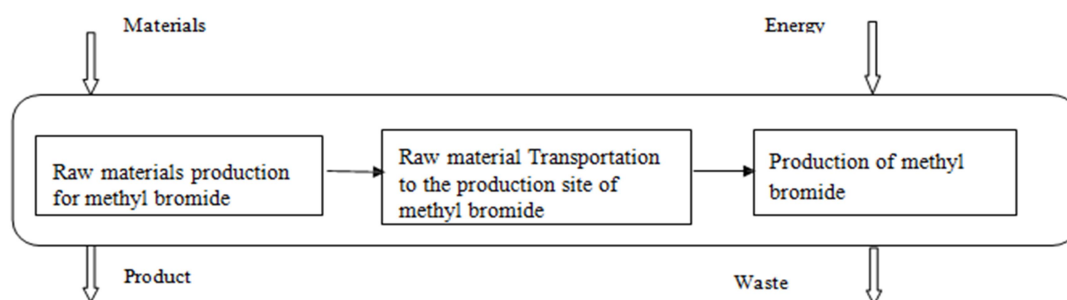 Materials
Energy
Raw materials production
for methyl bromide
Raw material Transportation
to the production site of
methyl bromide
Production of methyl
bromide
Product
Waste